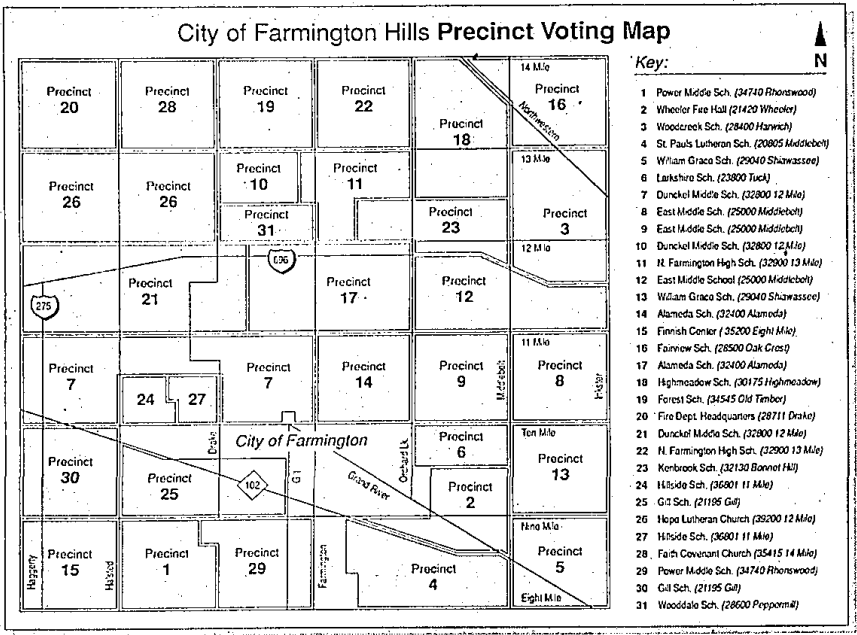 City of Farmington Hills Precinct Voting Map
N
Key:
1 Power Middle Sch. (34740 Rhonswood)
2 Wheeler Fire Hall (21420 Wheeler)
3 Woodcreek Sch. (28400 Harwich)
4 St. Pauls Lutheran Sch. (20805 Middlebelt)
5 William Grace Sch. (29040 Shiawassee)
6 Larkshire Sch. (23800 Tuck)
7 Dunckel Middle Sch. (32800 12 Mile)
8 East Middle Sch. (25000 Middlebelt)
9 East Middle Sch. (25000 Middlebelt)
10 Dunckel Middle Sch. (32800 12 Mile)
11 N. Farmington High Sch. (32900 13 Mile)
12 East Middle School (25000 Middlebelt)
13 William Grace Sch. (29040 Shiawassee)
14 Alameda Sch. (32400 Alameda)
15 Finnish Center (35200 Eight Mile)
16 Fairview Sch. (28500 Oak Crest)
17 Alameda Sch. (32400 Alameda)
18 Highmeadow Sch. (30175 Highmeadow)
19 Forest Sch. (34545 Old Timber)
20 Fire Dept. Headquarters (28711 Drake)
21 Dunckel Middle Sch. (32800 12 Mile)
22 N. Farmington High Sch. (32900 13 Mile)
23 Kenbrook Sch. (32130 Bonnet Hill)
24 Hillside Sch. (36801 11 Mile)
25 Gill Sch. (21195 Gill)
26 Hope Lutheran Church (39200 12 Mile)
27 Hillside Sch. (36801 11 Mile)
28 Faith Covenant Church (35415 14 Mile)
29 Power Middle Sch. (34740 Rhonswood)
30 Gill Sch. (21195 Gill)
31 Wooddale Sch. (28600 Peppermill)
14 Mile
Precinct 20
Precinct 28
Precinct 19
Precinct 22
Precinct 18
Precinct 16
Northwestern
13 Mile
Precinct 26
Precinct 26
Precinct 10
Precinct 11
Precinct 31
Precinct 23
Precinct 3
12 Mile
696
275
Precinct 21
Precinct 17
Precinct 12
11 Mile
Precinct 7
24
27
Precinct 7
Precinct 14
Precinct 9
Middlebelt
Precinct 8
Inkster
Drake
City of Farmington
Orchard Lk.
Precinct 6
Ten Mile
Precinct 30
Precinct 25
102
Gill
Grand River
Precinct 2
Precinct 13
Nine Mile
Haggerty
Precinct 15
Halsted
Precinct 1
Precinct 29
Farmington
Precinct 4
Precinct 5
Eight Mile